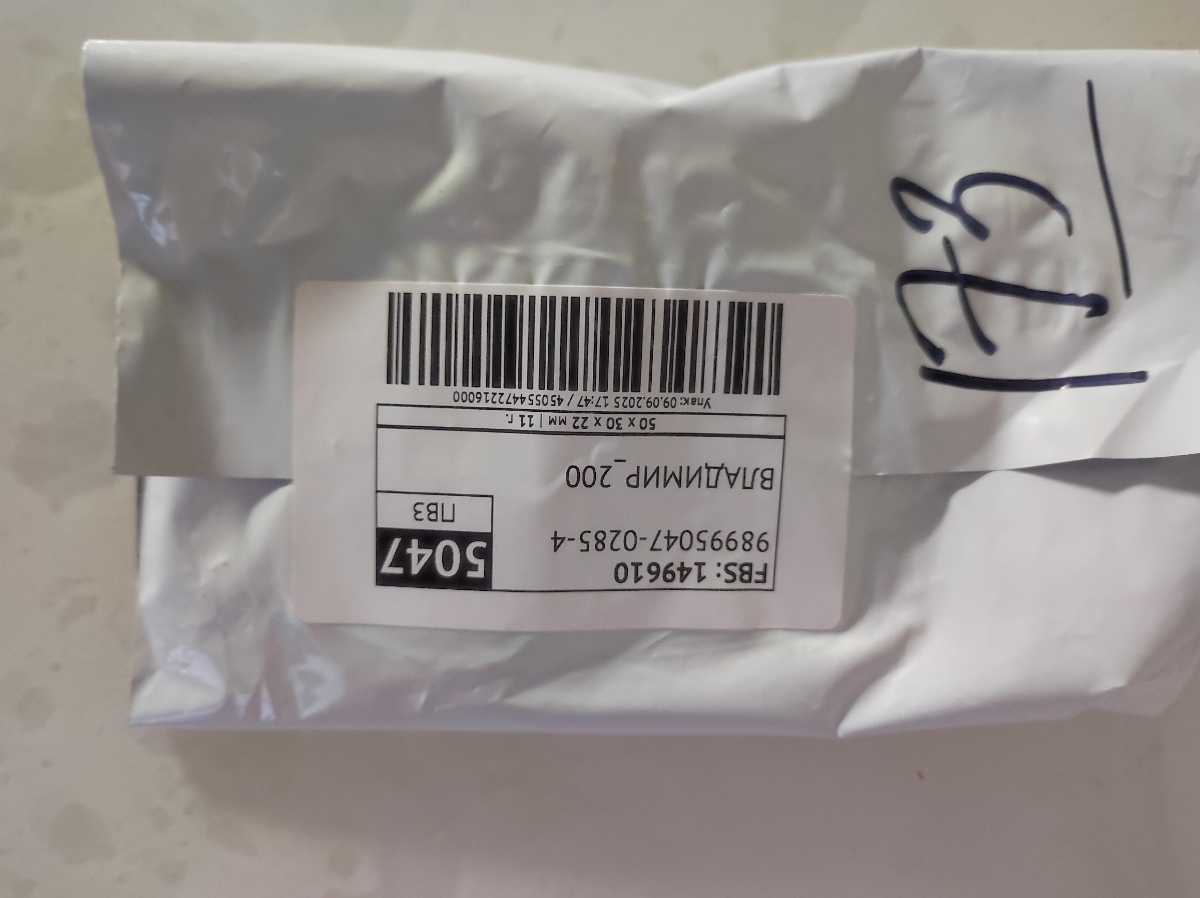 FBS: 149610
98995047-0285-4
5047
ПВЗ
ВЛАДИМИР_200
50 x 30 x 22 мм | 11 г.
Упак: 09.09.2025 17:47 / 450554472216000
173